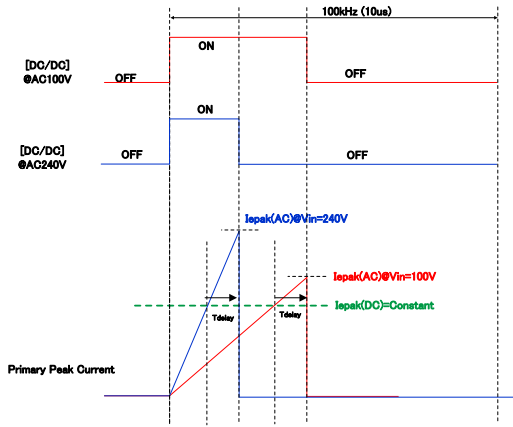 100kHz (10us)
[DC/DC]
@AC100V
OFF
ON
OFF
[DC/DC]
@AC240V
OFF
ON
OFF
Iepak(AC)@Vin=240V
Iepak(AC)@Vin=100V
Tdelay
Tdelay
Iepak(DC)=Constant
Primary Peak Current